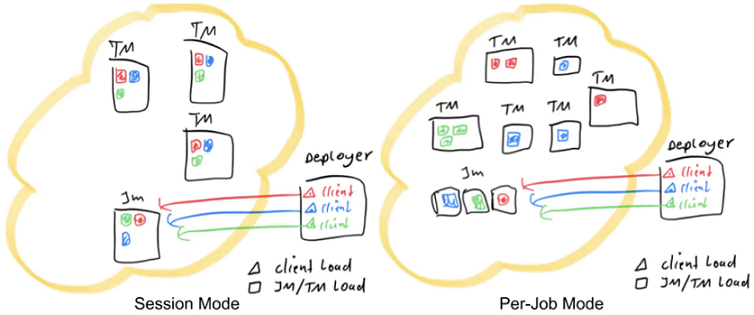 TM
TM
TM
Deployer
client
client
client
Jm
△ client Load
□ JM/TM Load
Session Mode
TM
TM
TM
TM
TM
TM
Jm
Deployer
client
client
client
△ client Load
□ JM/TM Load
Per-Job Mode